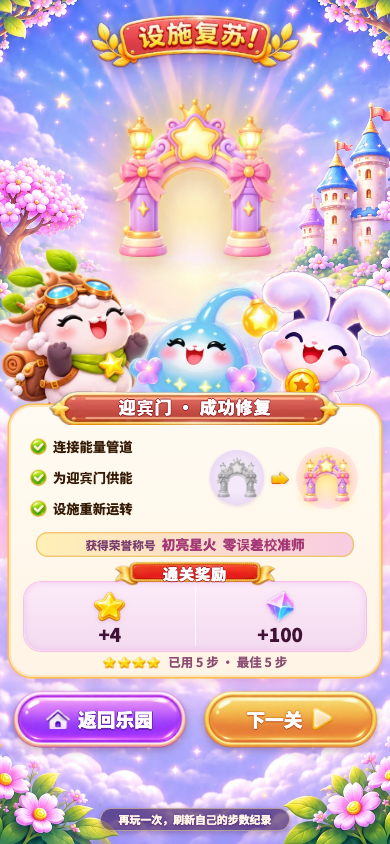 设施复苏！
迎宾门 · 成功修复
连接能量管道
为迎宾门供能
设施重新运转
获得荣誉称号 初亮星火 零误差校准师
通关奖励
+4
+100
已用 5 步 · 最佳 5 步
返回乐园
下一关
再玩一次，刷新自己的步数纪录